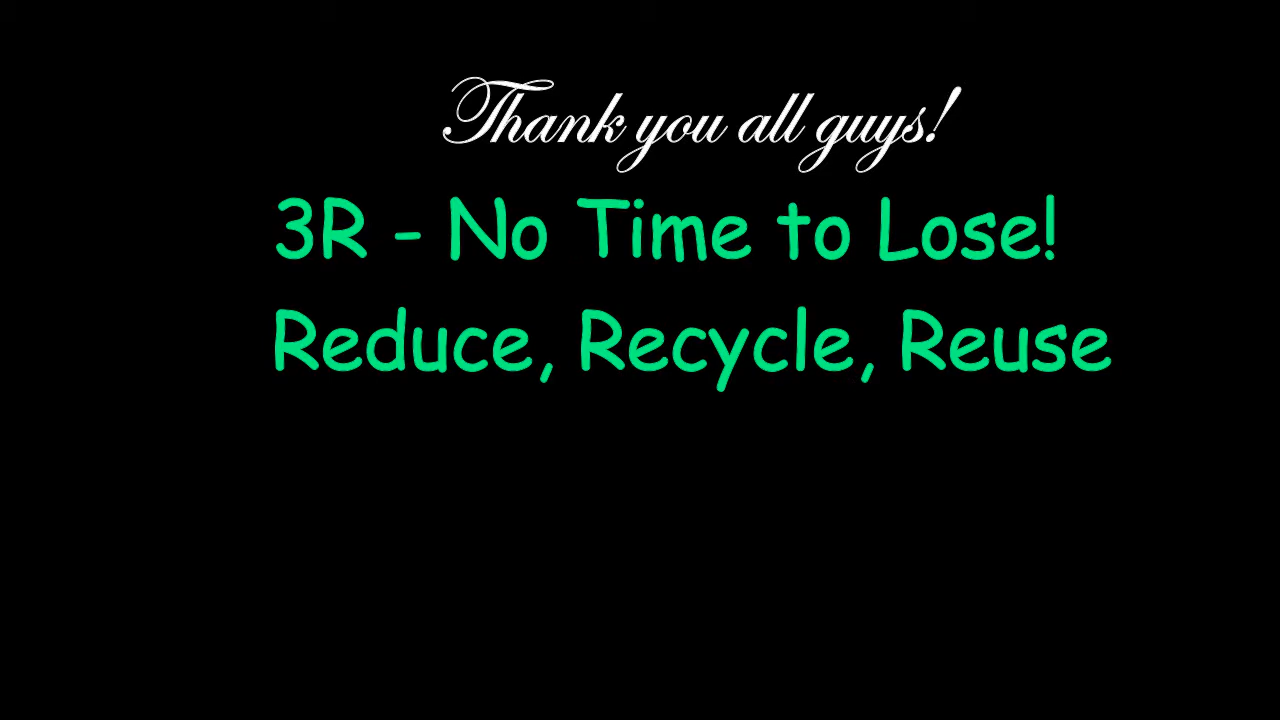 Thank you all guys!
3R - No Time to Lose!
Reduce, Recycle, Reuse